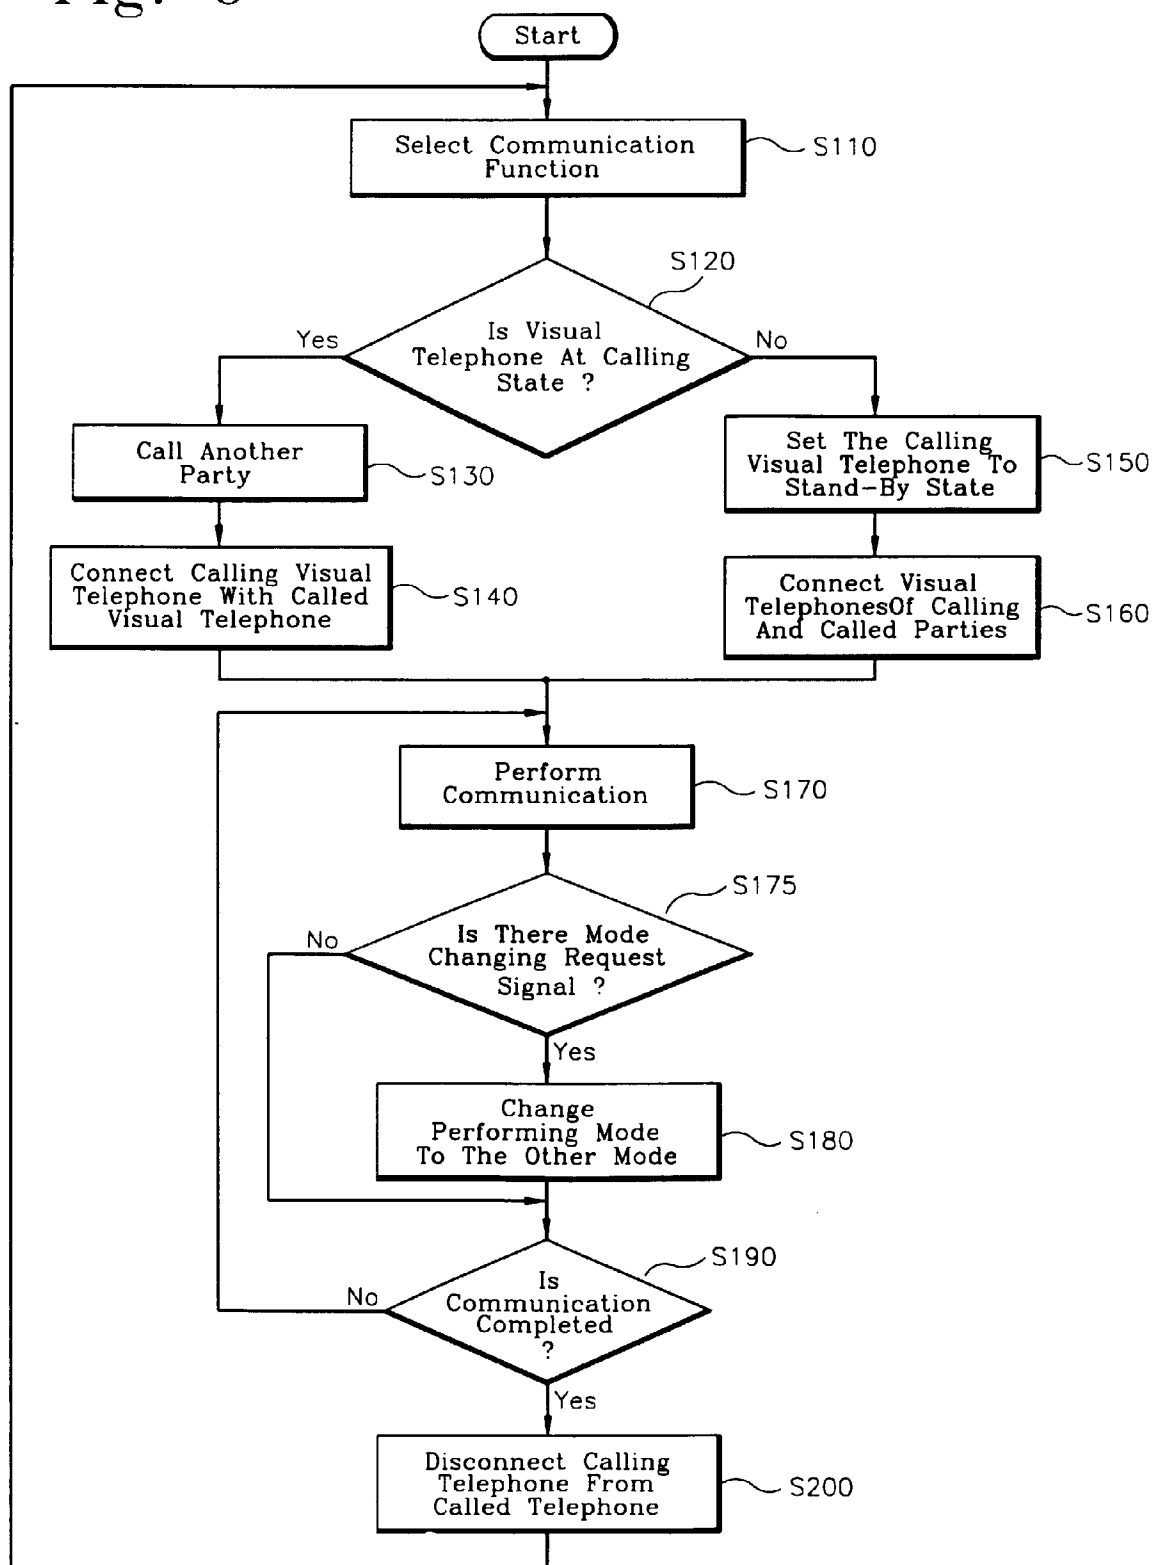 Start
Select Communication
Function
S110
S120
Is Visual
Telephone At Calling
State ?
Yes
No
Call Another
Party
S130
Set The Calling
Visual Telephone To
Stand-By State
S150
Connect Calling Visual
Telephone With Called
Visual Telephone
S140
Connect Visual
TelephonesOf Calling
And Called Parties
S160
Perform
Communication
S170
S175
Is There Mode
Changing Request
Signal ?
No
Yes
Change
Performing Mode
To The Other Mode
S180
S190
Is
Communication
Completed
?
No
Yes
Disconnect Calling
Telephone From
Called Telephone
S200